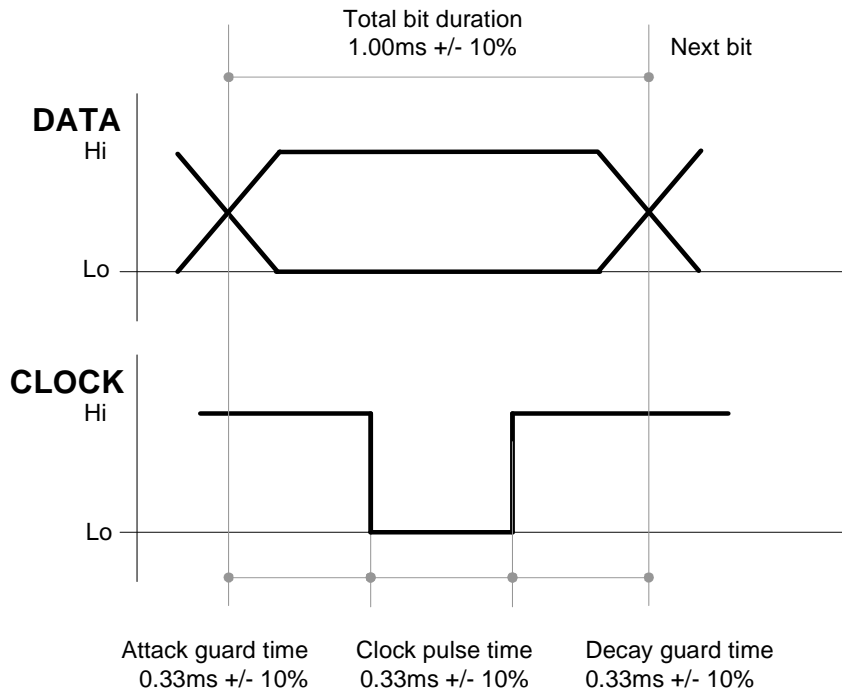 Total bit duration
1.00ms +/- 10%
Next bit
DATA
Hi
Lo
CLOCK
Hi
Lo
Attack guard time
0.33ms +/- 10%
Clock pulse time
0.33ms +/- 10%
Decay guard time
0.33ms +/- 10%